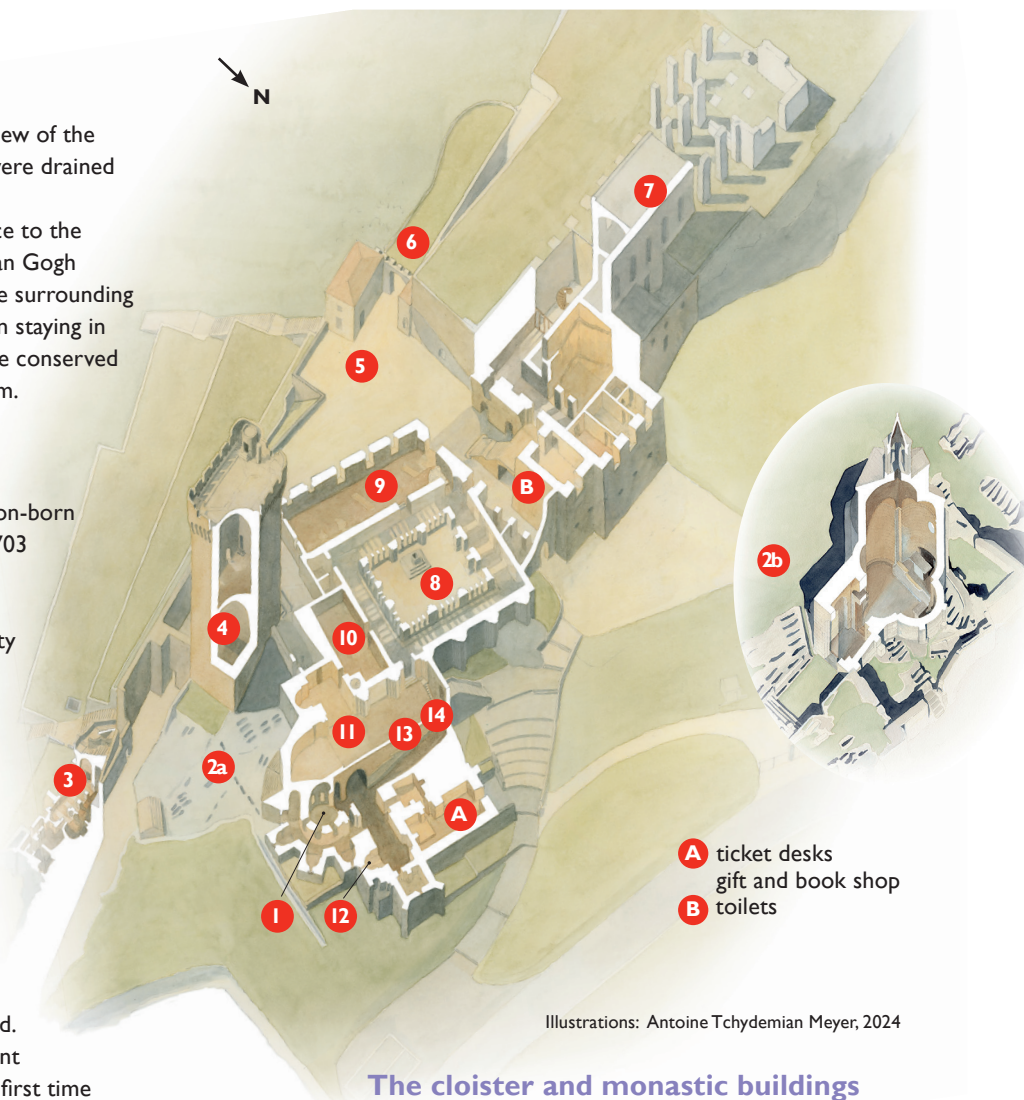 N
ew of the
vere drained
ce to the
an Gogh
e surrounding
n staying in
e conserved
m.
on-born
703
ty
6
7
5
9
B
8
2b
4
10
14
11
13
3
2a
A
1
12
A ticket desks
gift and book shop
B toilets
Illustrations: Antoine Tchydemian Meyer, 2024
d.
nt
first time
The cloister and monastic buildings